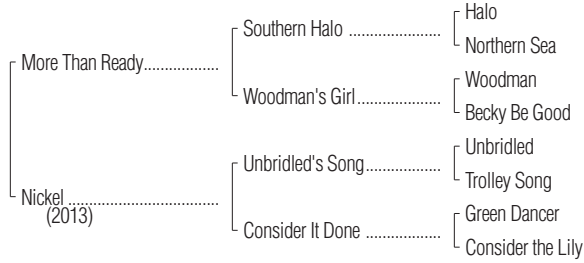 Halo
Southern Halo ....................
Northern Sea
More Than Ready................
Woodman
Woodman's Girl..................
Becky Be Good
Unbridled
Unbridled's Song................
Trolley Song
Nickel ................................
(2013)
Green Dancer
Consider It Done ................
Consider the Lily